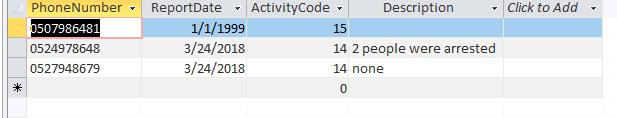 PhoneNumber ReportDate ActivityCode Description Click to Add
0507986481 1/1/1999 15
0524978648 3/24/2018 14 2 people were arrested
0527948679 3/24/2018 14 none
* 0